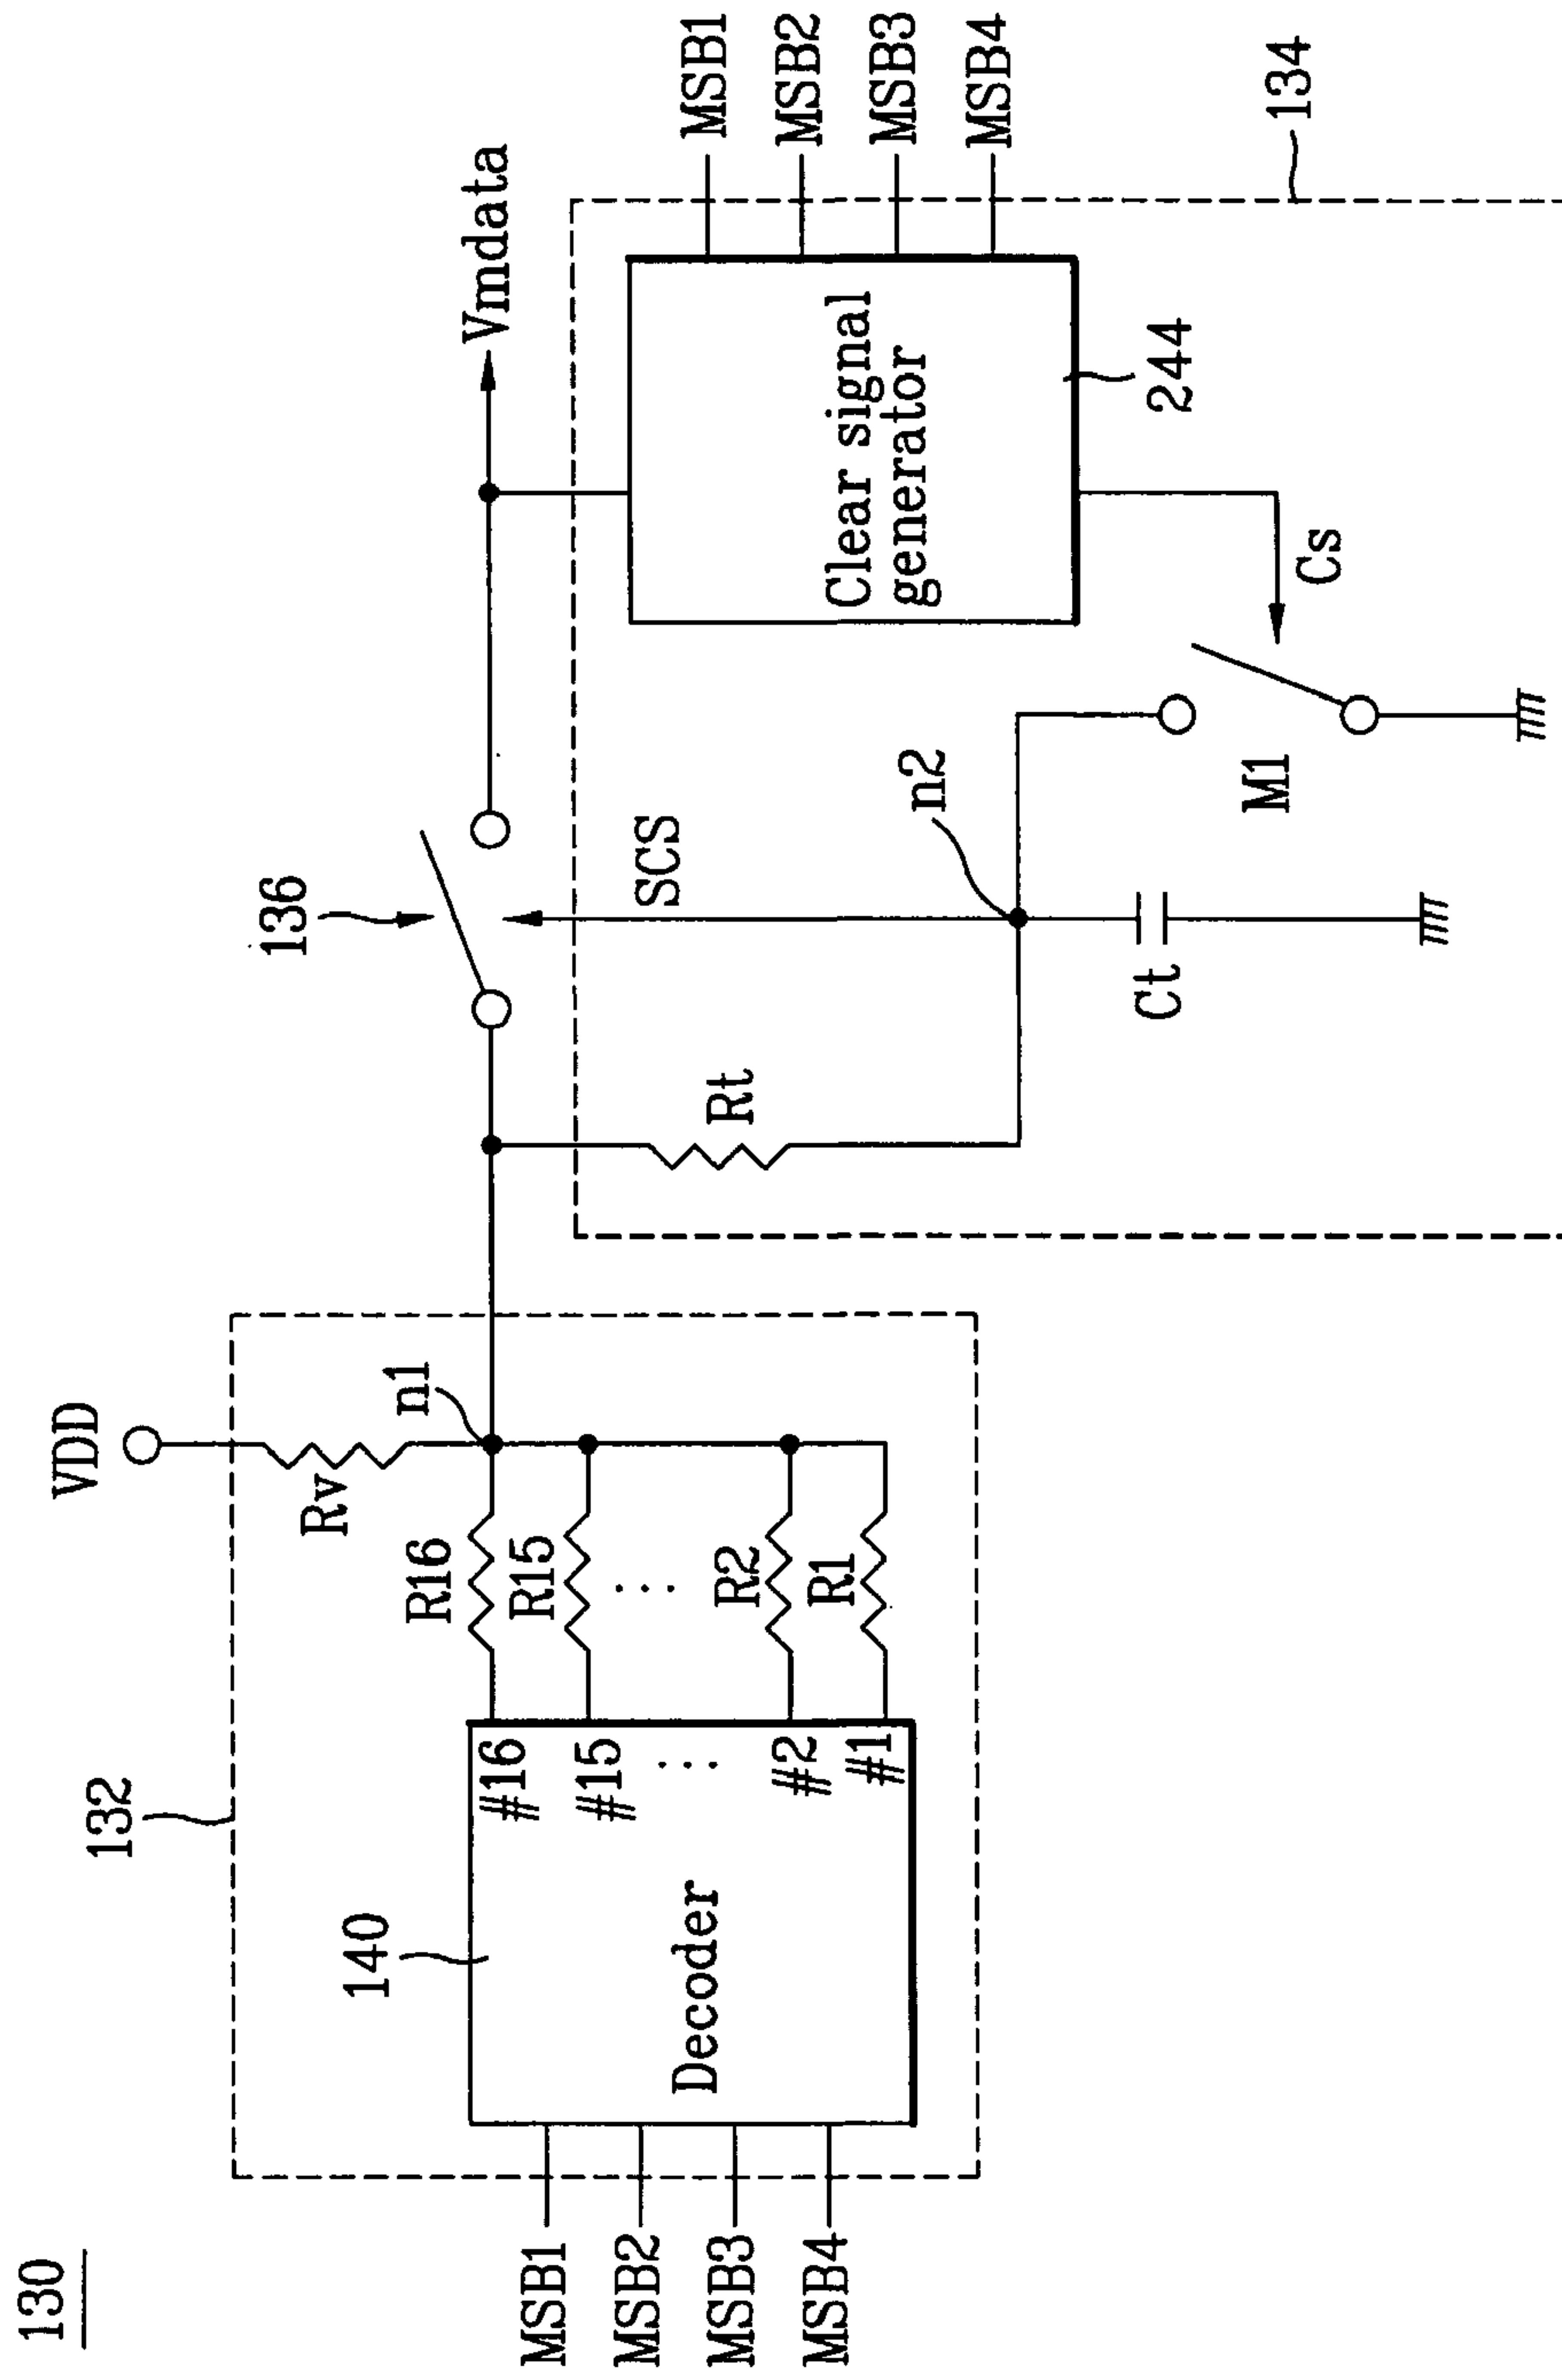 130
132
VDD
140
Rv
n1
136
Vmdata
MSB1
MSB2
MSB3
MSB4
Decoder
#16
#15
#2
#1
R16
R15
R2
R1
Rt
SCS
n2
Ct
M1
Cs
Clear signal
generator
244
MSB1
MSB2
MSB3
MSB4
134